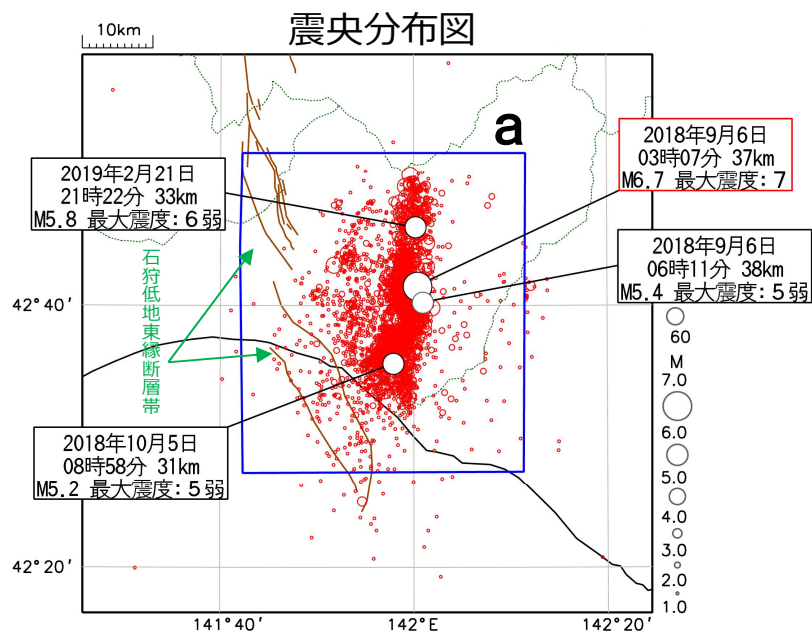 震央分布図
10km
a
2018年9月6日
03時07分 37km
M6.7 最大震度:7
2019年2月21日
21時22分 33km
M5.8 最大震度:6弱
2018年9月6日
06時11分 38km
M5.4 最大震度:5弱
石狩低地東縁断層帯
42°40′
60
M
7.0
6.0
5.0
4.0
3.0
2.0
1.0
2018年10月5日
08時58分 31km
M5.2 最大震度:5弱
42°20′
141°40′
142°E
142°20′